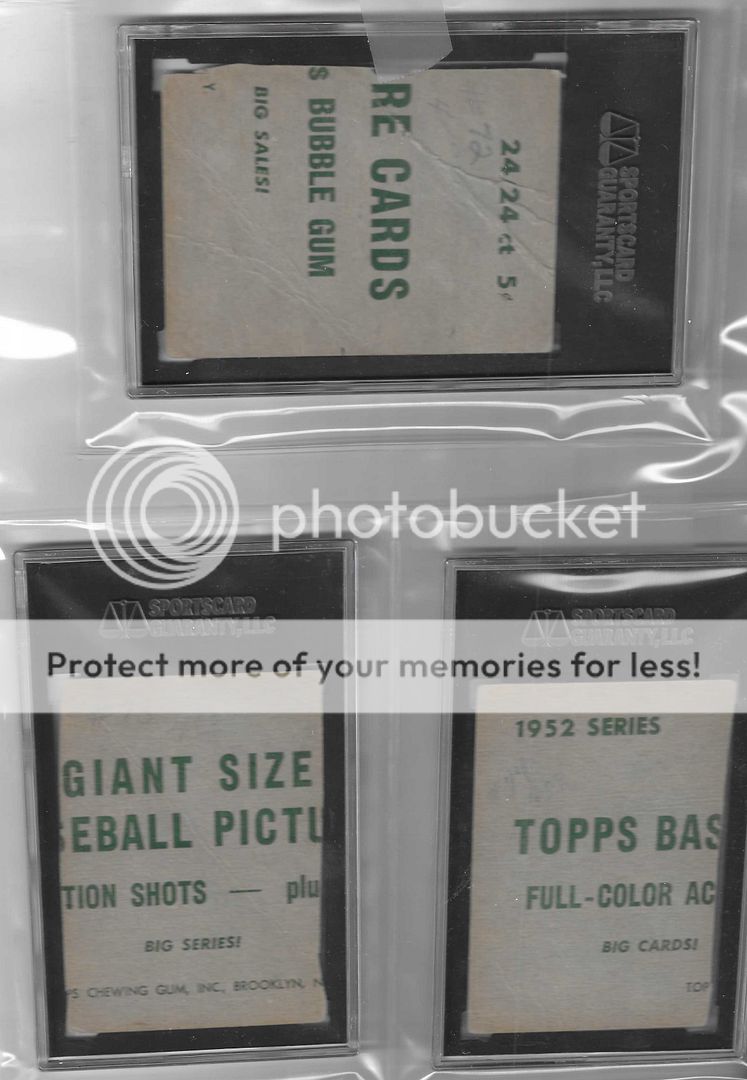 24/24 ct 5¢
RE CARDS
S BUBBLE GUM
BIG SALES!
Y
SPORTSCARD
GUARANTY, LLC
photobucket
SPORTSCARD
GUARANTY, LLC
SPORTSCARD
GUARANTY, LLC
Protect more of your memories for less!
GIANT SIZE
SEBALL PICTU
TION SHOTS — plu
BIG SERIES!
PS CHEWING GUM, INC., BROOKLYN, N
1952 SERIES
TOPPS BAS
FULL-COLOR AC
BIG CARDS!
TOP